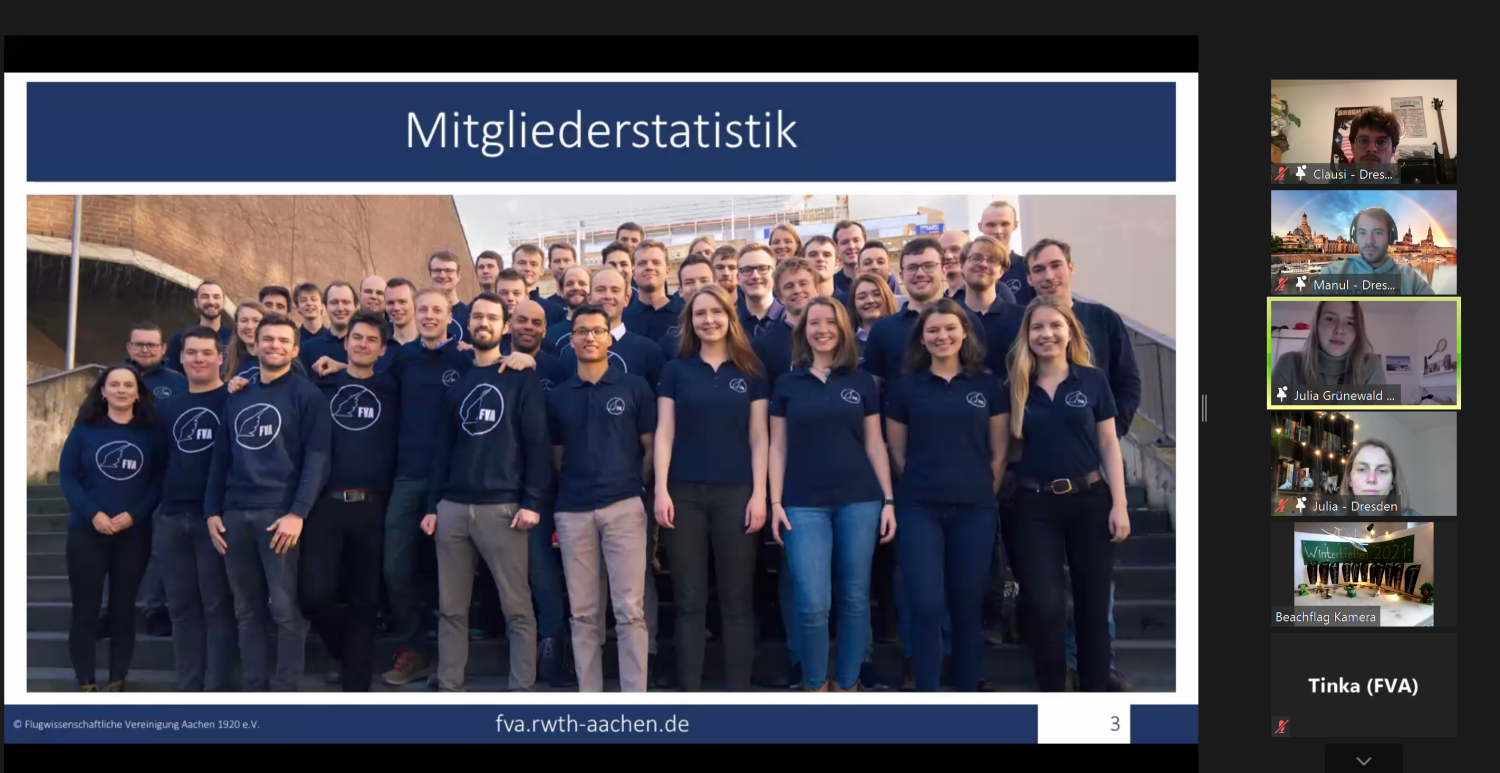 Mitgliederstatistik
FVA
FVA
FVA
FVA
FVA
© Flugwissenschaftliche Vereinigung Aachen 1920 e.V.
fva.rwth-aachen.de
3
Clausi - Dres...
Manul - Dres...
Julia Grünewald ...
Julia - Dresden
2021
Beachflag Kamera
Tinka (FVA)